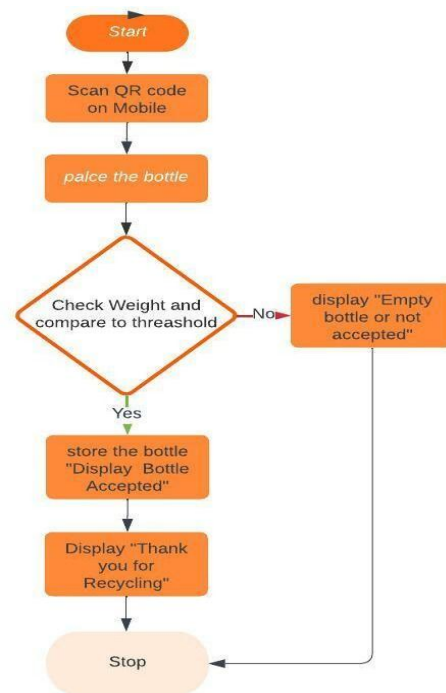 Start
Scan QR code
on Mobile
palce the bottle
Check Weight and
compare to threashold
No
display "Empty
bottle or not
accepted"
Yes
store the bottle
"Display Bottle
Accepted"
Display "Thank
you for
Recycling"
Stop